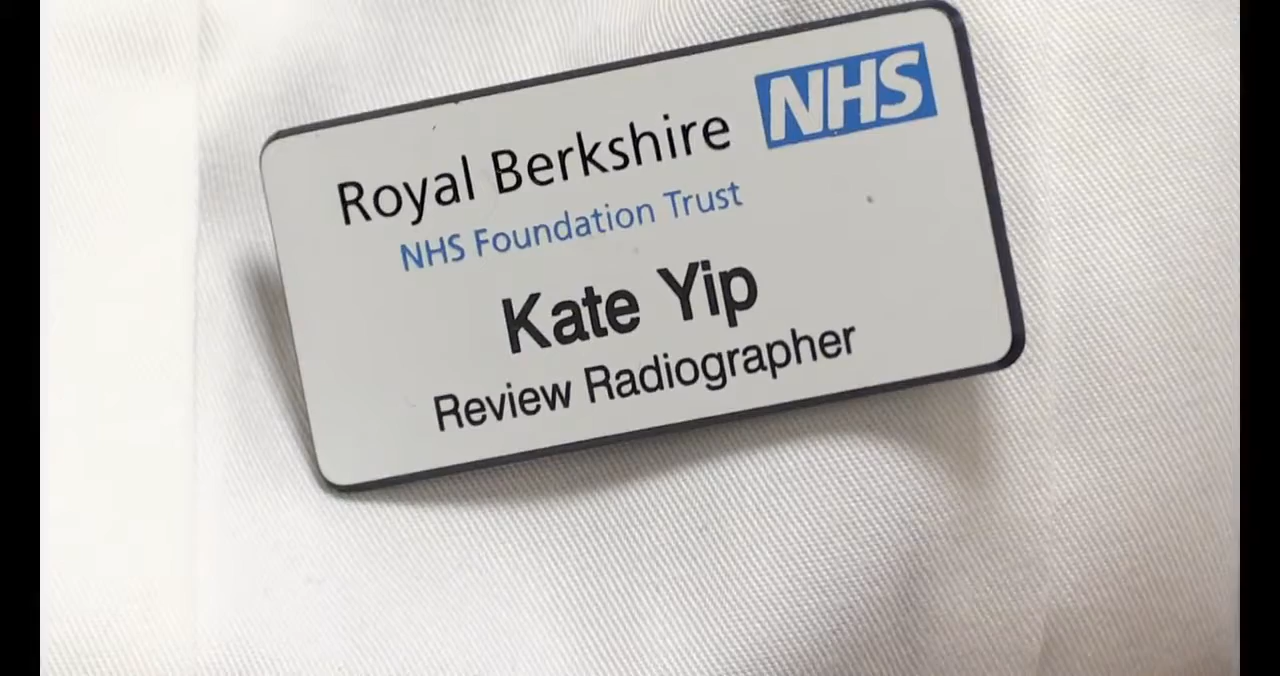 Royal Berkshire NHS
NHS Foundation Trust
Kate Yip
Review Radiographer